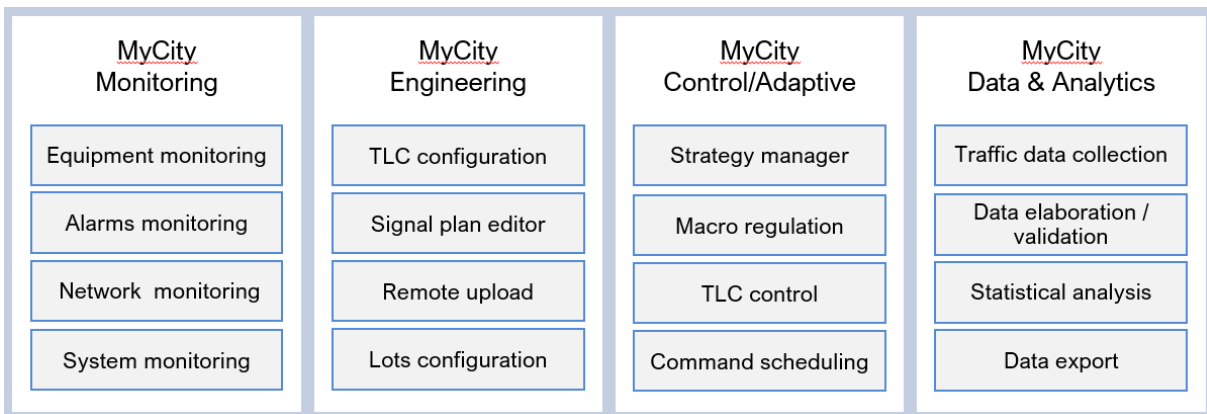 MyCity
Monitoring
Equipment monitoring
Alarms monitoring
Network  monitoring
System monitoring
MyCity
Engineering
TLC configuration
Signal plan editor
Remote upload
Lots configuration
MyCity
Control/Adaptive
Strategy manager
Macro regulation
TLC control
Command scheduling
MyCity
Data & Analytics
Traffic data collection
Data elaboration /
validation
Statistical analysis
Data export